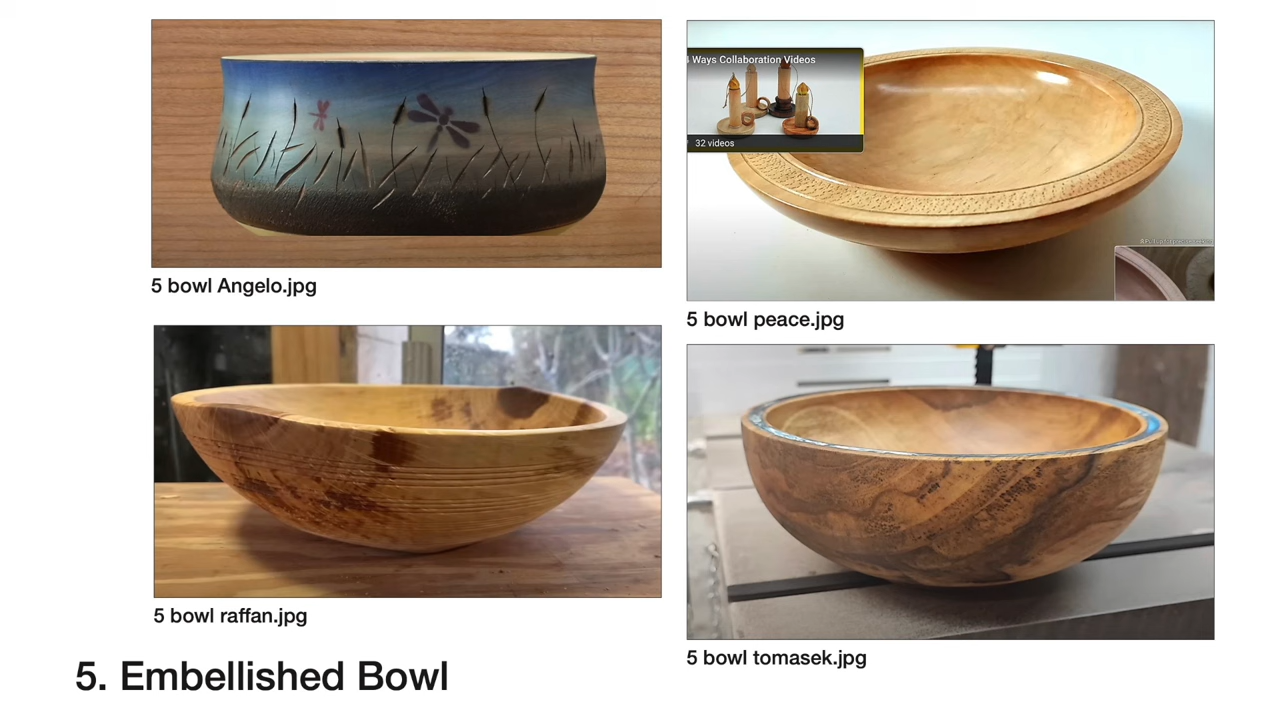 4 Ways Collaboration Videos
32 videos
5 bowl Angelo.jpg
5 bowl peace.jpg
5 bowl raffan.jpg
5 bowl tomasek.jpg
5. Embellished Bowl